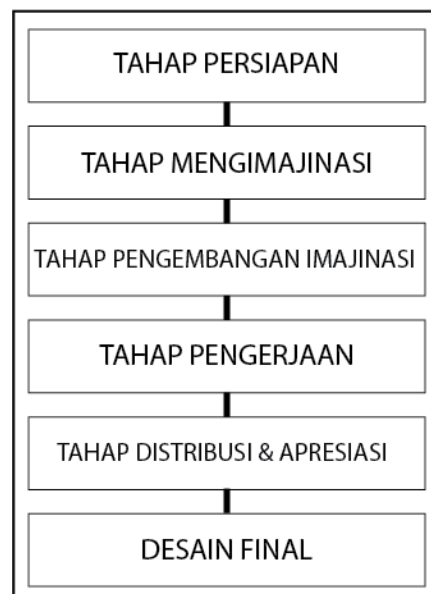 TAHAP PERSIAPAN
TAHAP MENGIMAJINASI
TAHAP PENGEMBANGAN IMAJINASI
TAHAP PENGERJAAN
TAHAP DISTRIBUSI & APRESIASI
DESAIN FINAL